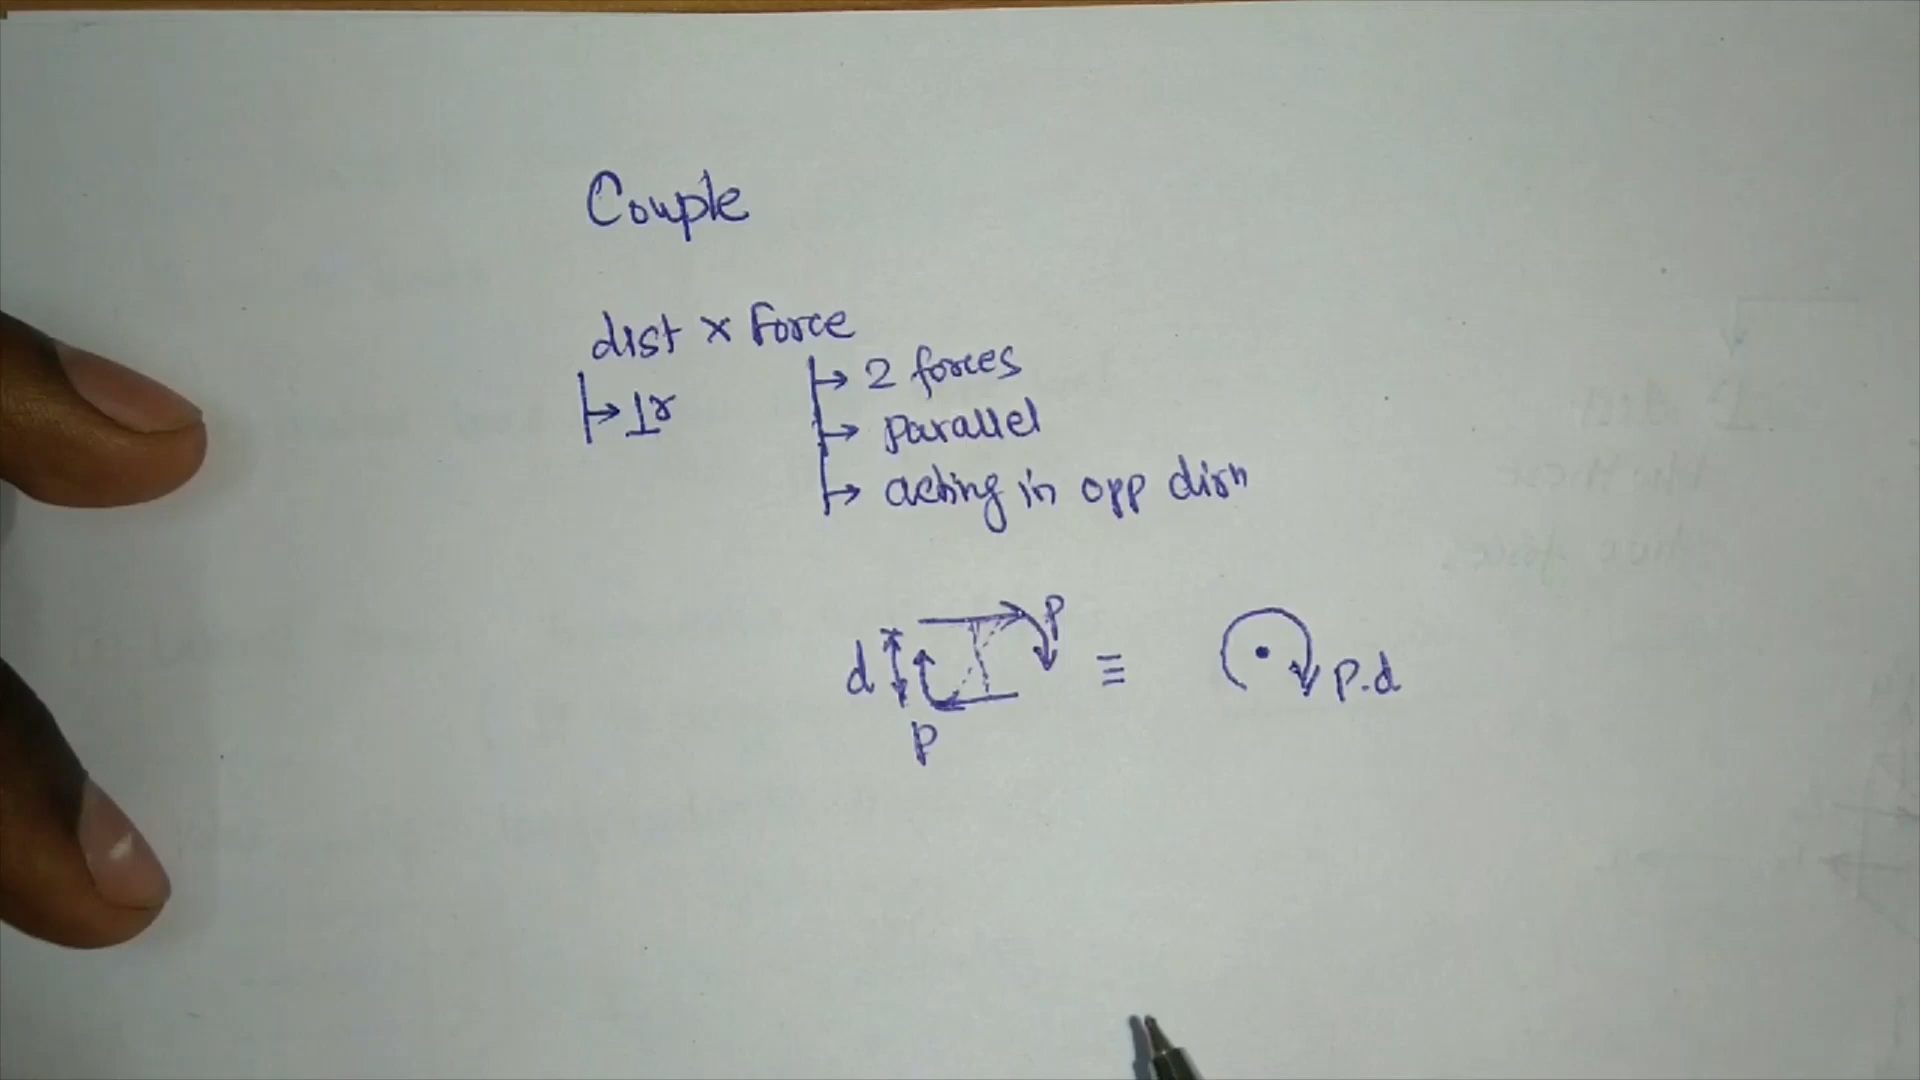 Couple
dist x Force
→ ⊥r → 2 forces
→ parallel
→ acting in opp dirn
d P ≡ P.d
P